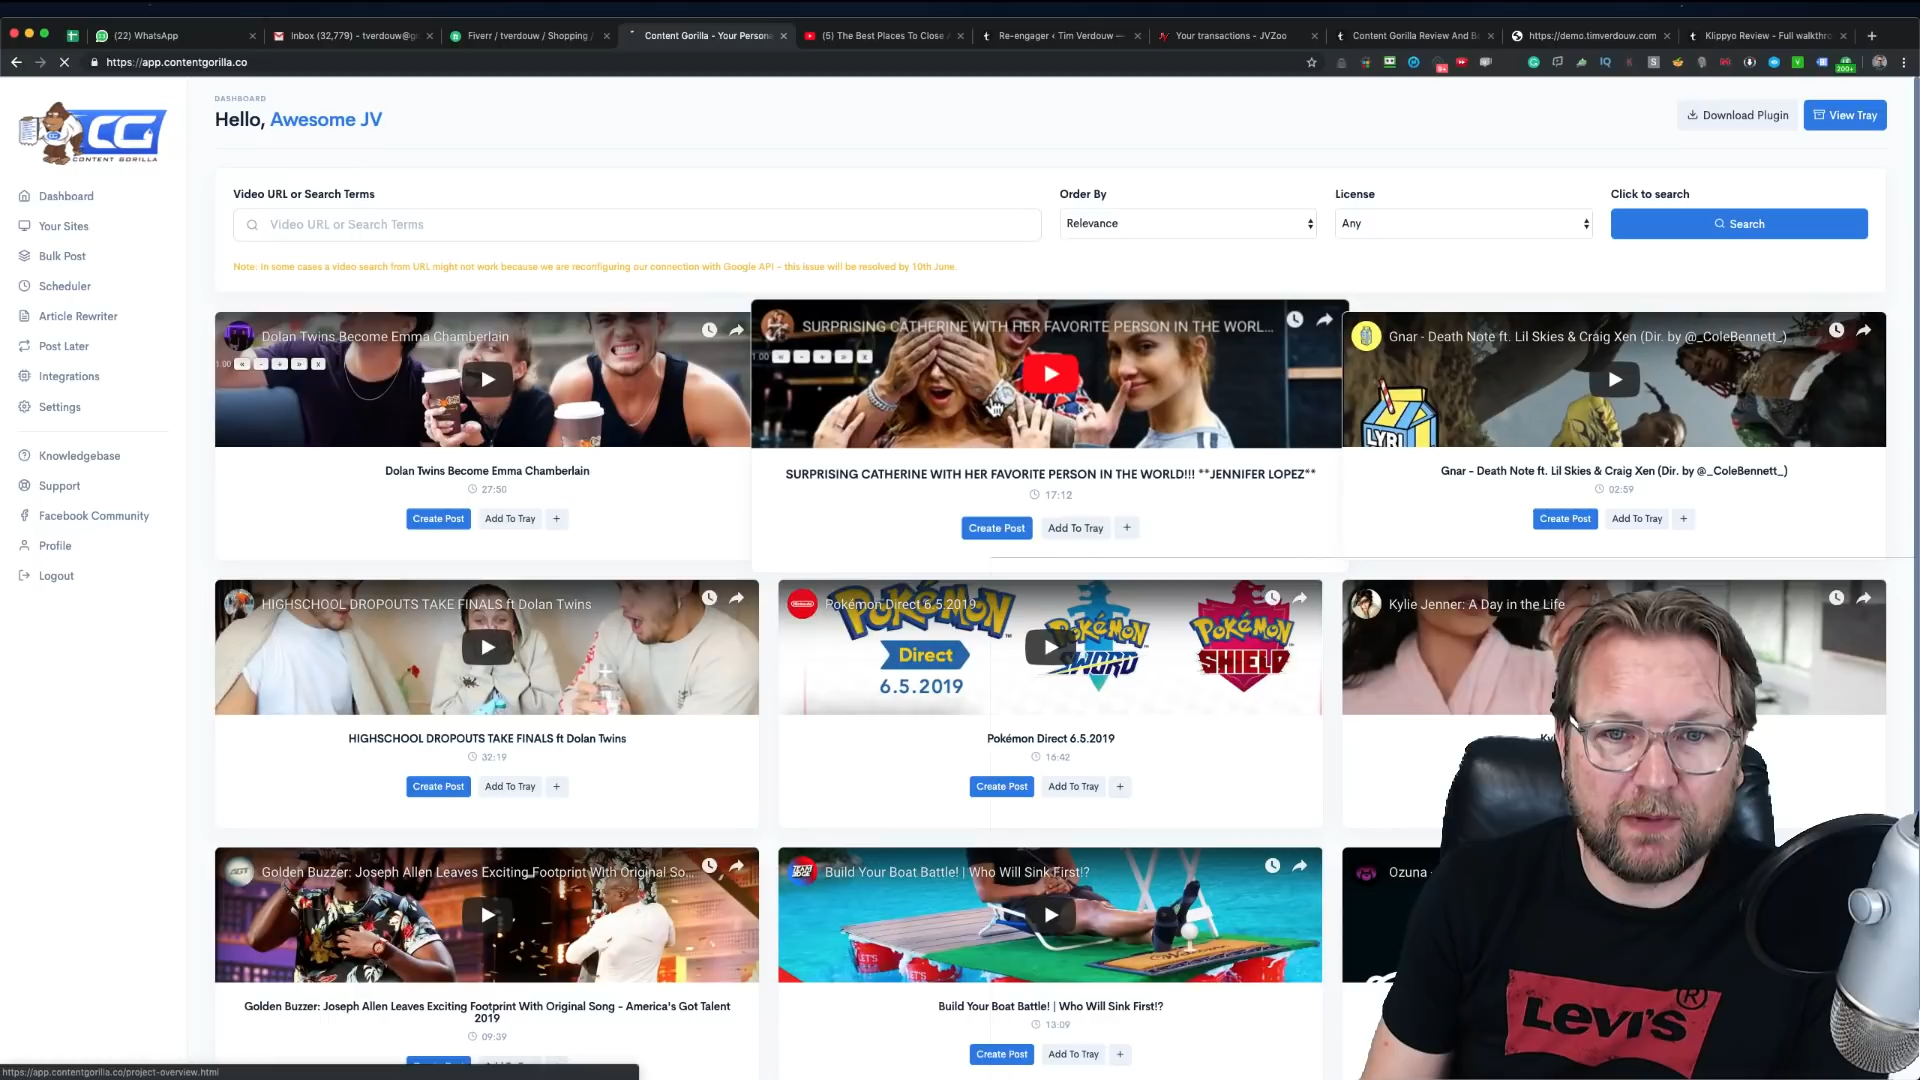 (22) WhatsApp
Inbox (32,779) - tverdouw@g
Fiverr / tverdouw / Shopping /
Content Gorilla - Your Persona
(5) The Best Places To Close
Re-engager ‹ Tim Verdouw —
Your transactions - JVZoo
Content Gorilla Review And B
https://demo.timverdouw.com
Klippyo Review - Full walkthro
https://app.contentgorilla.co
200+
CG
CONTENT GORILLA
Dashboard
Your Sites
Bulk Post
Scheduler
Article Rewriter
Post Later
Integrations
Settings
Knowledgebase
Support
Facebook Community
Profile
Logout
DASHBOARD
Hello, Awesome JV
Download Plugin
View Tray
Video URL or Search Terms
Order By
License
Click to search
Video URL or Search Terms
Relevance
Any
Search
Note: In some cases a video search from URL might not work because we are reconfiguring our connection with Google API - this issue will be resolved by 10th June.
Dolan Twins Become Emma Chamberlain
1.00 « - + » x
Dolan Twins Become Emma Chamberlain
27:50
Create Post
Add To Tray
+
SURPRISING CATHERINE WITH HER FAVORITE PERSON IN THE WORL...
1.00 « - + » x
SURPRISING CATHERINE WITH HER FAVORITE PERSON IN THE WORLD!!! **JENNIFER LOPEZ**
17:12
Create Post
Add To Tray
+
Gnar - Death Note ft. Lil Skies & Craig Xen (Dir. by @_ColeBennett_)
LYRI
Gnar - Death Note ft. Lil Skies & Craig Xen (Dir. by @_ColeBennett_)
02:59
Create Post
Add To Tray
+
HIGHSCHOOL DROPOUTS TAKE FINALS ft Dolan Twins
HIGHSCHOOL DROPOUTS TAKE FINALS ft Dolan Twins
32:19
Create Post
Add To Tray
+
Pokémon Direct 6.5.2019
POKÉMON
Direct
6.5.2019
Pokémon
SWORD
Pokémon
SHIELD
Pokémon Direct 6.5.2019
16:42
Create Post
Add To Tray
+
Kylie Jenner: A Day in the Life
Ky
Golden Buzzer: Joseph Allen Leaves Exciting Footprint With Original So...
AGT
Golden Buzzer: Joseph Allen Leaves Exciting Footprint With Original Song - America's Got Talent
2019
09:39
Build Your Boat Battle! | Who Will Sink First!?
Build Your Boat Battle! | Who Will Sink First!?
13:09
Create Post
Add To Tray
+
Ozuna -
Levi's
®
https://app.contentgorilla.co/project-overview.html